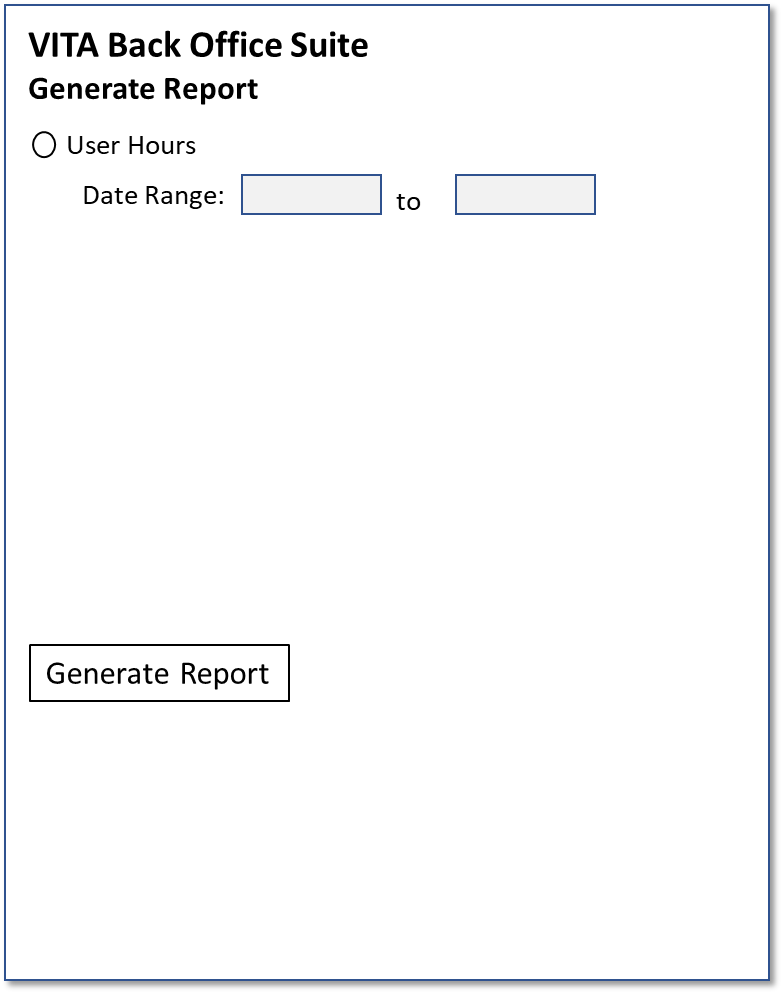 VITA Back Office Suite
Generate Report
User Hours
Date Range: to
Generate Report